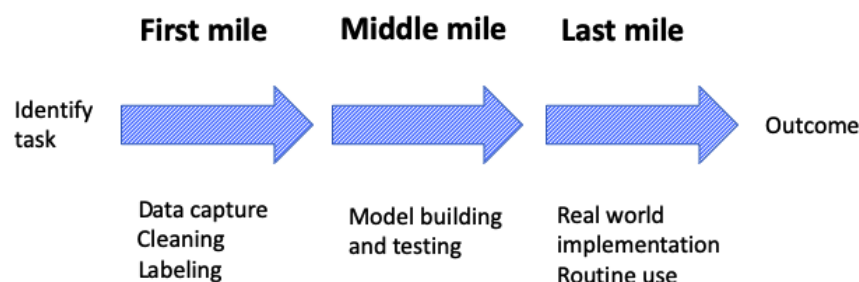 First mile
Middle mile
Last mile
Identify
task
Outcome
Data capture
Cleaning
Labeling
Model building
and testing
Real world
implementation
Routine use